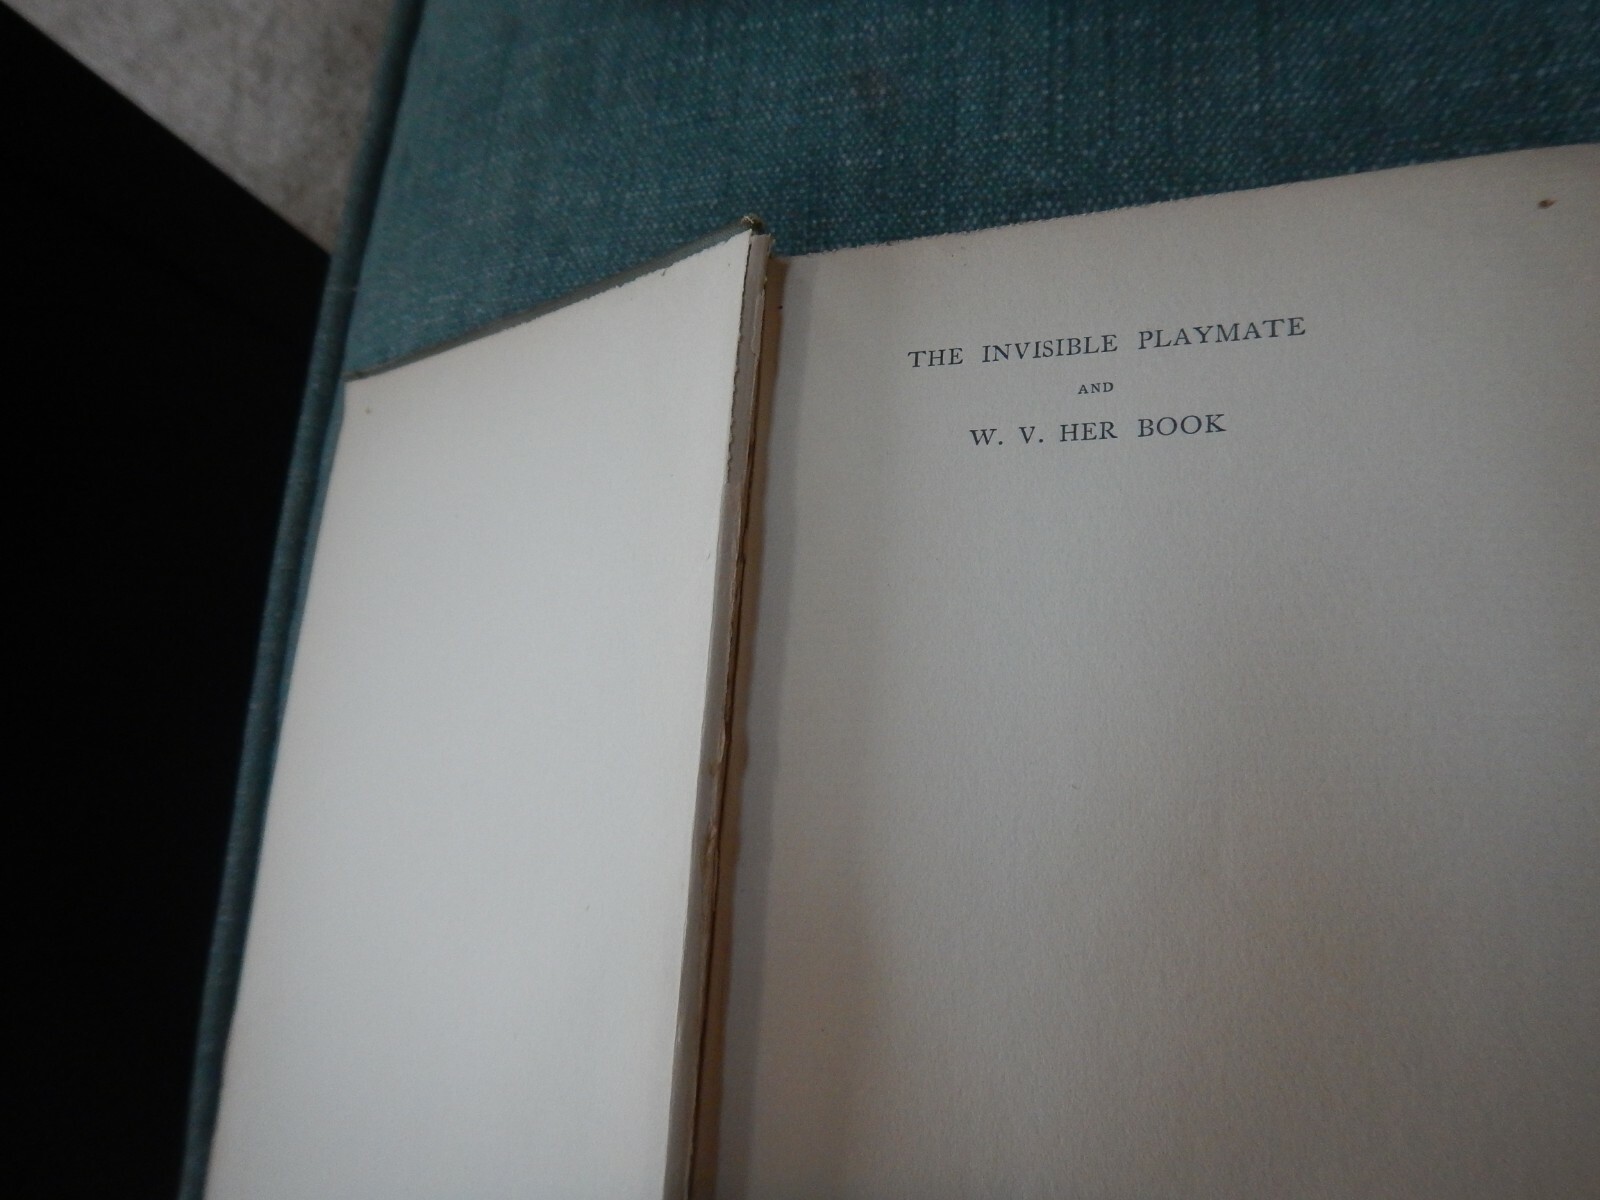 THE INVISIBLE PLAYMATE
AND
W. V. HER BOOK